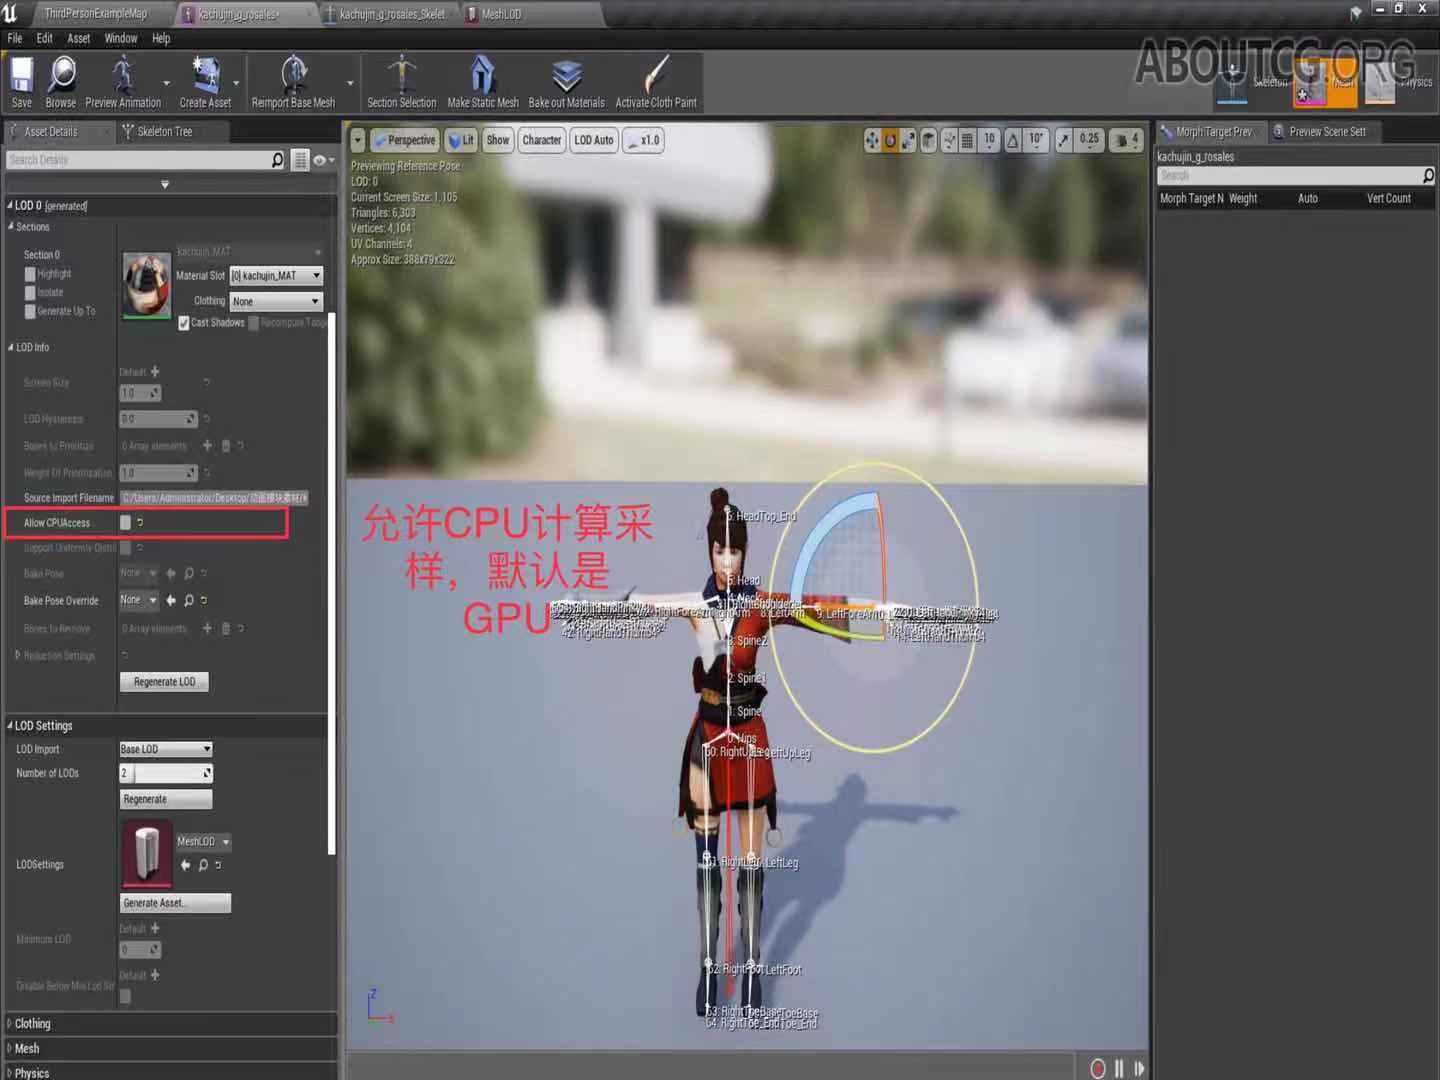 ThirdPersonExampleMap
kachujin_g_rosales*
kachujin_g_rosales_Skelet
MeshLOD
File Edit Asset Window Help
ABOUTCG.ORG
Save
Browse
Preview Animation
Create Asset
Reimport Base Mesh
Section Selection
Make Static Mesh
Bake out Materials
Activate Cloth Paint
Skeleton
Mesh
Physics
Asset Details
Skeleton Tree
Search Details
LOD 0 [generated]
Sections
Section 0
Highlight
Isolate
Generate Up To
kachujin_MAT
Material Slot [0] kachujin_MAT
Clothing None
Cast Shadows Recompute Tange
LOD Info
Screen Size
Default
1.0
LOD Hysteresis 0.0
Bones to Prioritize 0 Array elements
Weight Of Prioritization 1.0
Source Import Filename C:/Users/Administrator/Desktop/动画模块素材/
Allow CPUAccess
Support Uniformly Distri
Bake Pose None
Bake Pose Override None
Bones to Remove 0 Array elements
Reduction Settings
Regenerate LOD
LOD Settings
LOD Import Base LOD
Number of LODs 2
Regenerate
LODSettings
MeshLOD
Generate Asset...
Minimum LOD
Default
0
Disable Below Min Lod Str
Default
Clothing
Mesh
Physics
Perspective
Lit
Show
Character
LOD Auto
x1.0
10
10°
0.25
4
Previewing Reference Pose
LOD: 0
Current Screen Size: 1.105
Triangles: 6,303
Vertices: 4,104
UV Channels: 4
Approx Size: 388x79x322
允许CPU计算采
样，默认是
GPU
6: HeadTop_End
5: Head
8: LeftArm
9: LeftForeArm
3: Spine2
2: Spine1
1: Spine
0: Hips
60: RightUpLeg
LeftUpLeg
61: RightLeg
LeftLeg
62: RightFoot
LeftFoot
63: RightToeBase
ToeBase
64: RightToe_End
Toe_End
Z
X
Morph Target Prev
Preview Scene Sett
kachujin_g_rosales
Search
Morph Target N Weight Auto Vert Count